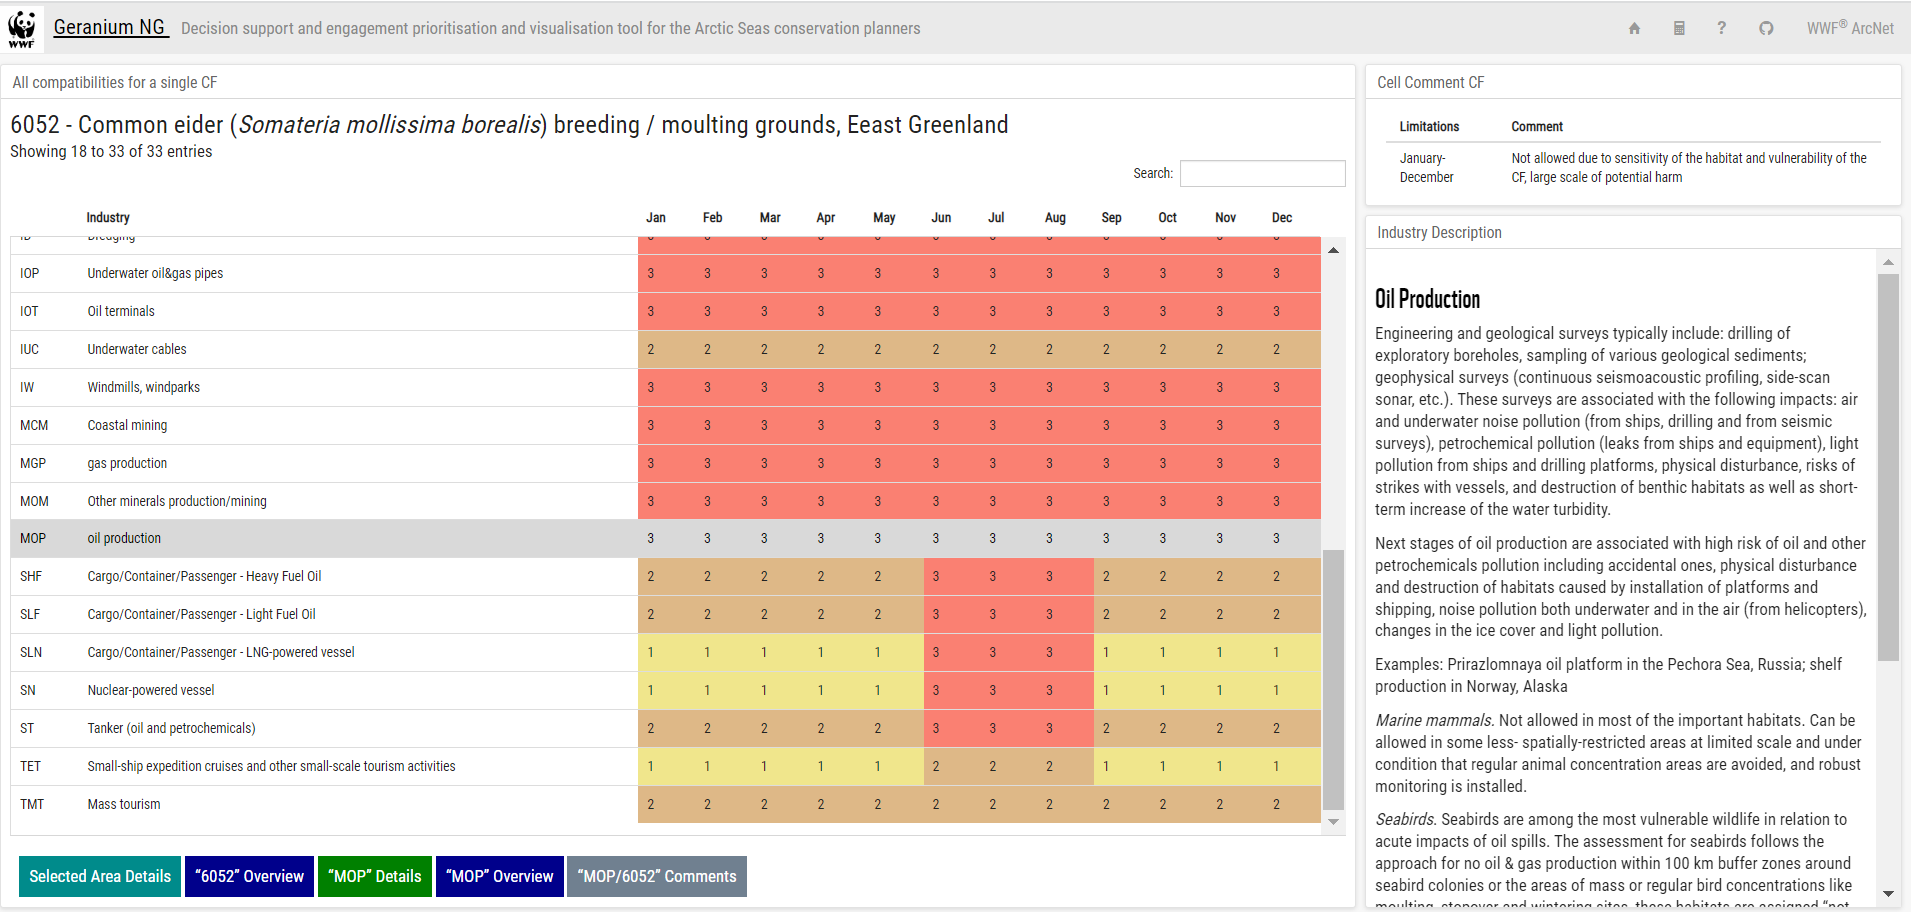 WWF
Geranium NG Decision support and engagement prioritisation and visualisation tool for the Arctic Seas conservation planners
? WWF® ArcNet
All compatibilities for a single CF
6052 - Common eider (Somateria mollissima borealis) breeding / moulting grounds, Eeast Greenland
Showing 18 to 33 of 33 entries
Search:
Industry Jan Feb Mar Apr May Jun Jul Aug Sep Oct Nov Dec
ID Dredging 3 3 3 3 3 3 3 3 3 3 3 3
IOP Underwater oil&gas pipes 3 3 3 3 3 3 3 3 3 3 3 3
IOT Oil terminals 3 3 3 3 3 3 3 3 3 3 3 3
IUC Underwater cables 2 2 2 2 2 2 2 2 2 2 2 2
IW Windmills, windparks 3 3 3 3 3 3 3 3 3 3 3 3
MCM Coastal mining 3 3 3 3 3 3 3 3 3 3 3 3
MGP gas production 3 3 3 3 3 3 3 3 3 3 3 3
MOM Other minerals production/mining 3 3 3 3 3 3 3 3 3 3 3 3
MOP oil production 3 3 3 3 3 3 3 3 3 3 3 3
SHF Cargo/Container/Passenger - Heavy Fuel Oil 2 2 2 2 2 3 3 3 2 2 2 2
SLF Cargo/Container/Passenger - Light Fuel Oil 2 2 2 2 2 3 3 3 2 2 2 2
SLN Cargo/Container/Passenger - LNG-powered vessel 1 1 1 1 1 3 3 3 1 1 1 1
SN Nuclear-powered vessel 1 1 1 1 1 3 3 3 1 1 1 1
ST Tanker (oil and petrochemicals) 2 2 2 2 2 3 3 3 2 2 2 2
TET Small-ship expedition cruises and other small-scale tourism activities 1 1 1 1 1 2 2 2 1 1 1 1
TMT Mass tourism 2 2 2 2 2 2 2 2 2 2 2 2
Selected Area Details "6052" Overview "MOP" Details "MOP" Overview "MOP/6052" Comments
Cell Comment CF
Limitations Comment
January- Not allowed due to sensitivity of the habitat and vulnerability of the
December CF, large scale of potential harm
Industry Description
Oil Production
Engineering and geological surveys typically include: drilling of
exploratory boreholes, sampling of various geological sediments;
geophysical surveys (continuous seismoacoustic profiling, side-scan
sonar, etc.). These surveys are associated with the following impacts: air
and underwater noise pollution (from ships, drilling and from seismic
surveys), petrochemical pollution (leaks from ships and equipment), light
pollution from ships and drilling platforms, physical disturbance, risks of
strikes with vessels, and destruction of benthic habitats as well as short-
term increase of the water turbidity.
Next stages of oil production are associated with high risk of oil and other
petrochemicals pollution including accidental ones, physical disturbance
and destruction of habitats caused by installation of platforms and
shipping, noise pollution both underwater and in the air (from helicopters),
changes in the ice cover and light pollution.
Examples: Prirazlomnaya oil platform in the Pechora Sea, Russia; shelf
production in Norway, Alaska
Marine mammals. Not allowed in most of the important habitats. Can be
allowed in some less- spatially-restricted areas at limited scale and under
condition that regular animal concentration areas are avoided, and robust
monitoring is installed.
Seabirds. Seabirds are among the most vulnerable wildlife in relation to
acute impacts of oil spills. The assessment for seabirds follows the
approach for no oil & gas production within 100 km buffer zones around
seabird colonies or the areas of mass or regular bird concentrations like
moulting, stopover and wintering sites, these habitats are assigned "not